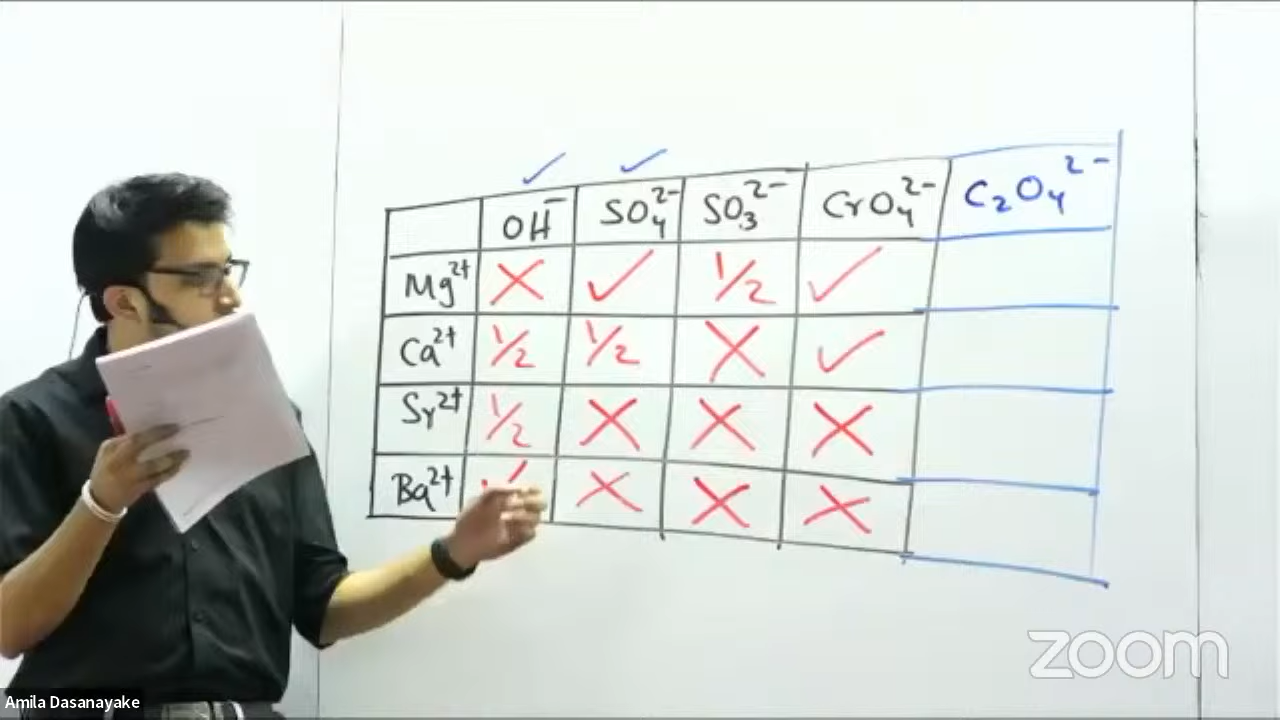 OH⁻ SO₄²⁻ SO₃²⁻ CrO₄²⁻ C₂O₄²⁻
Mg²⁺ ✗ ✓ 1/2 ✓
Ca²⁺ 1/2 1/2 ✗ ✓
Sr²⁺ 1/2 ✗ ✗ ✗
Ba²⁺ ✓ ✗ ✗ ✗
zoom
Amila Dasanayake